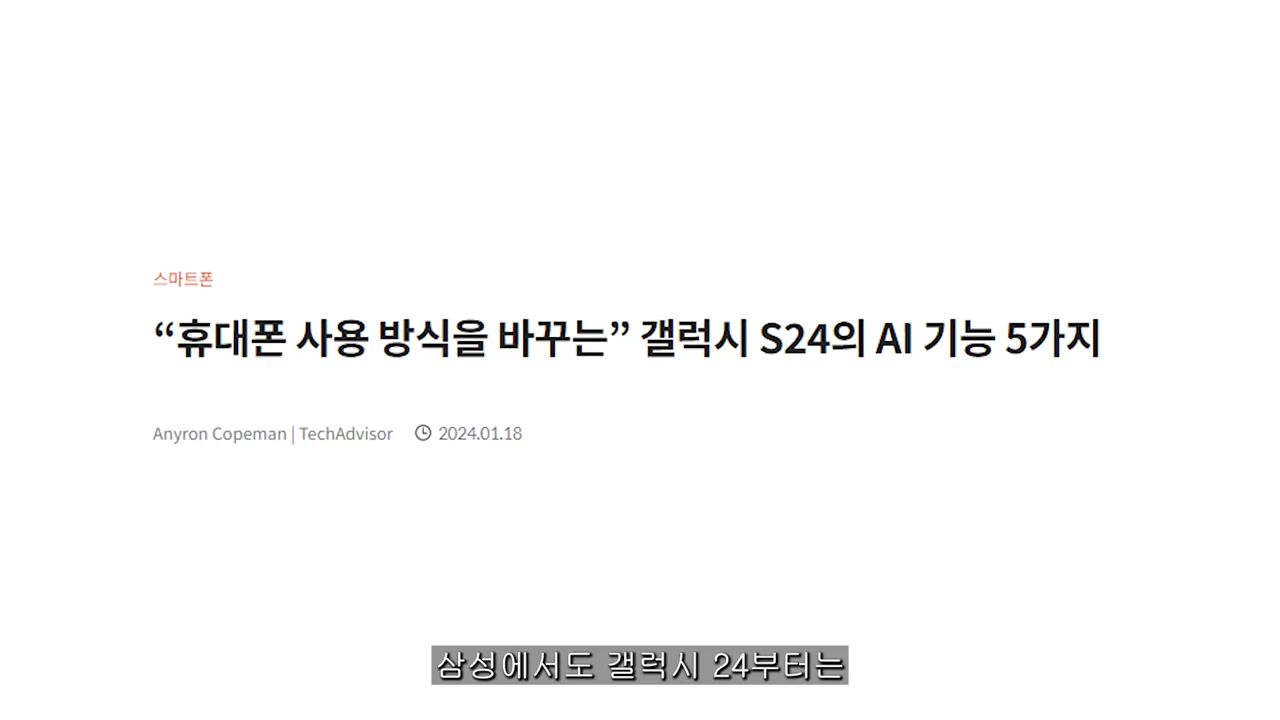 스마트폰
“휴대폰 사용 방식을 바꾸는” 갤럭시 S24의 AI 기능 5가지
Anyron Copeman | TechAdvisor 2024.01.18
삼성에서도 갤럭시 24부터는